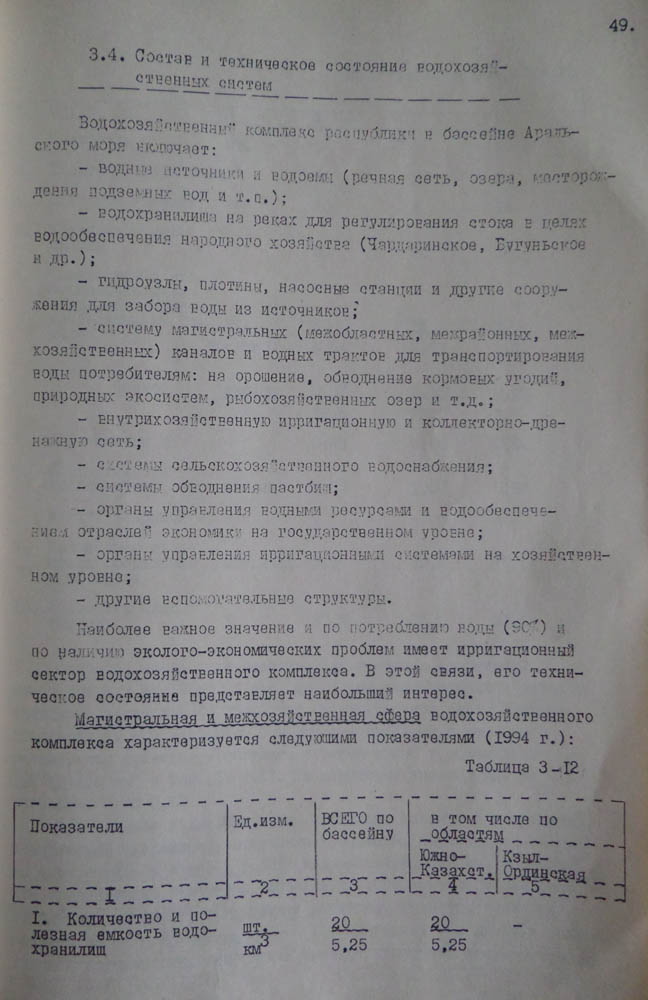 49.
3.4. Состав и техническое состояние водохозяй-
ственных систем
Водохозяйственный комплекс республики в бассейне Араль-
ского моря включает:
- водные источники и водоемы (речная сеть, озера, месторож-
дения подземных вод и т.п.);
- водохранилища на реках для регулирования стока в целях
водообеспечения народного хозяйства (Чардаринское, Бугуньское
и др.);
- гидроузлы, плотины, насосные станции и другие соору-
жения для забора воды из источников;
- систему магистральных (межобластных, межрайонных, меж-
хозяйственных) каналов и водных трактов для транспортирования
воды потребителям: на орошение, обводнение кормовых угодий,
природных экосистем, рыбохозяйственных озер и т.д.;
- внутрихозяйственную ирригационную и коллекторно-дре-
нажную сеть;
- системы сельскохозяйственного водоснабжения;
- системы обводнения пастбищ;
- органы управления водными ресурсами и водообеспече-
нием отраслей экономики на государственном уровне;
- органы управления ирригационными системами на хозяйствен-
ном уровне;
- другие вспомогательные структуры.
Наиболее важное значение и по потреблению воды (90%) и
по наличию эколого-экономических проблем имеет ирригационный
сектор водохозяйственного комплекса. В этой связи, его техни-
ческое состояние представляет наибольший интерес.
Магистральная и межхозяйственная сфера водохозяйственного
комплекса характеризуется следующими показателями (1994 г.):
Таблица 3-12
Показатели Ед.изм. ВСЕГО по бассейну в том числе по областям
Южно-Казахст. Кзыл-Ординская
1 2 3 4 5
I. Количество и по- шт. 20 20 -
лезная емкость водо- км3 5,25 5,25
хранилищ